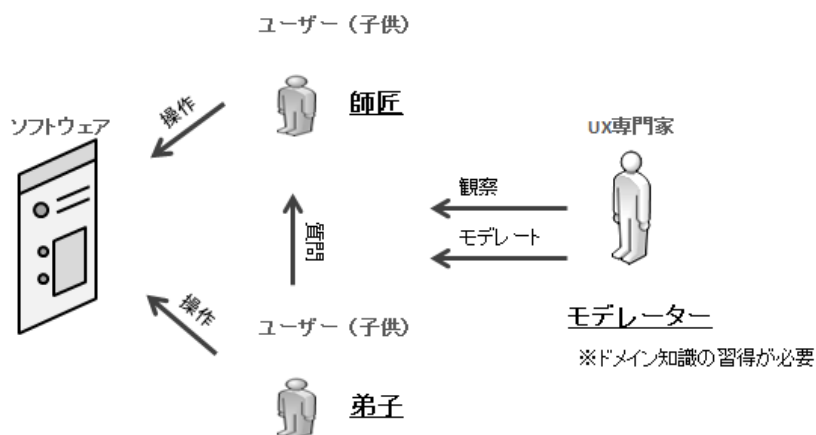 ユーザー（子供）
師匠
操作
ソフトウェア
UX専門家
観察
モデレート
質問
操作
ユーザー（子供）
モデレーター
※ドメイン知識の習得が必要
弟子